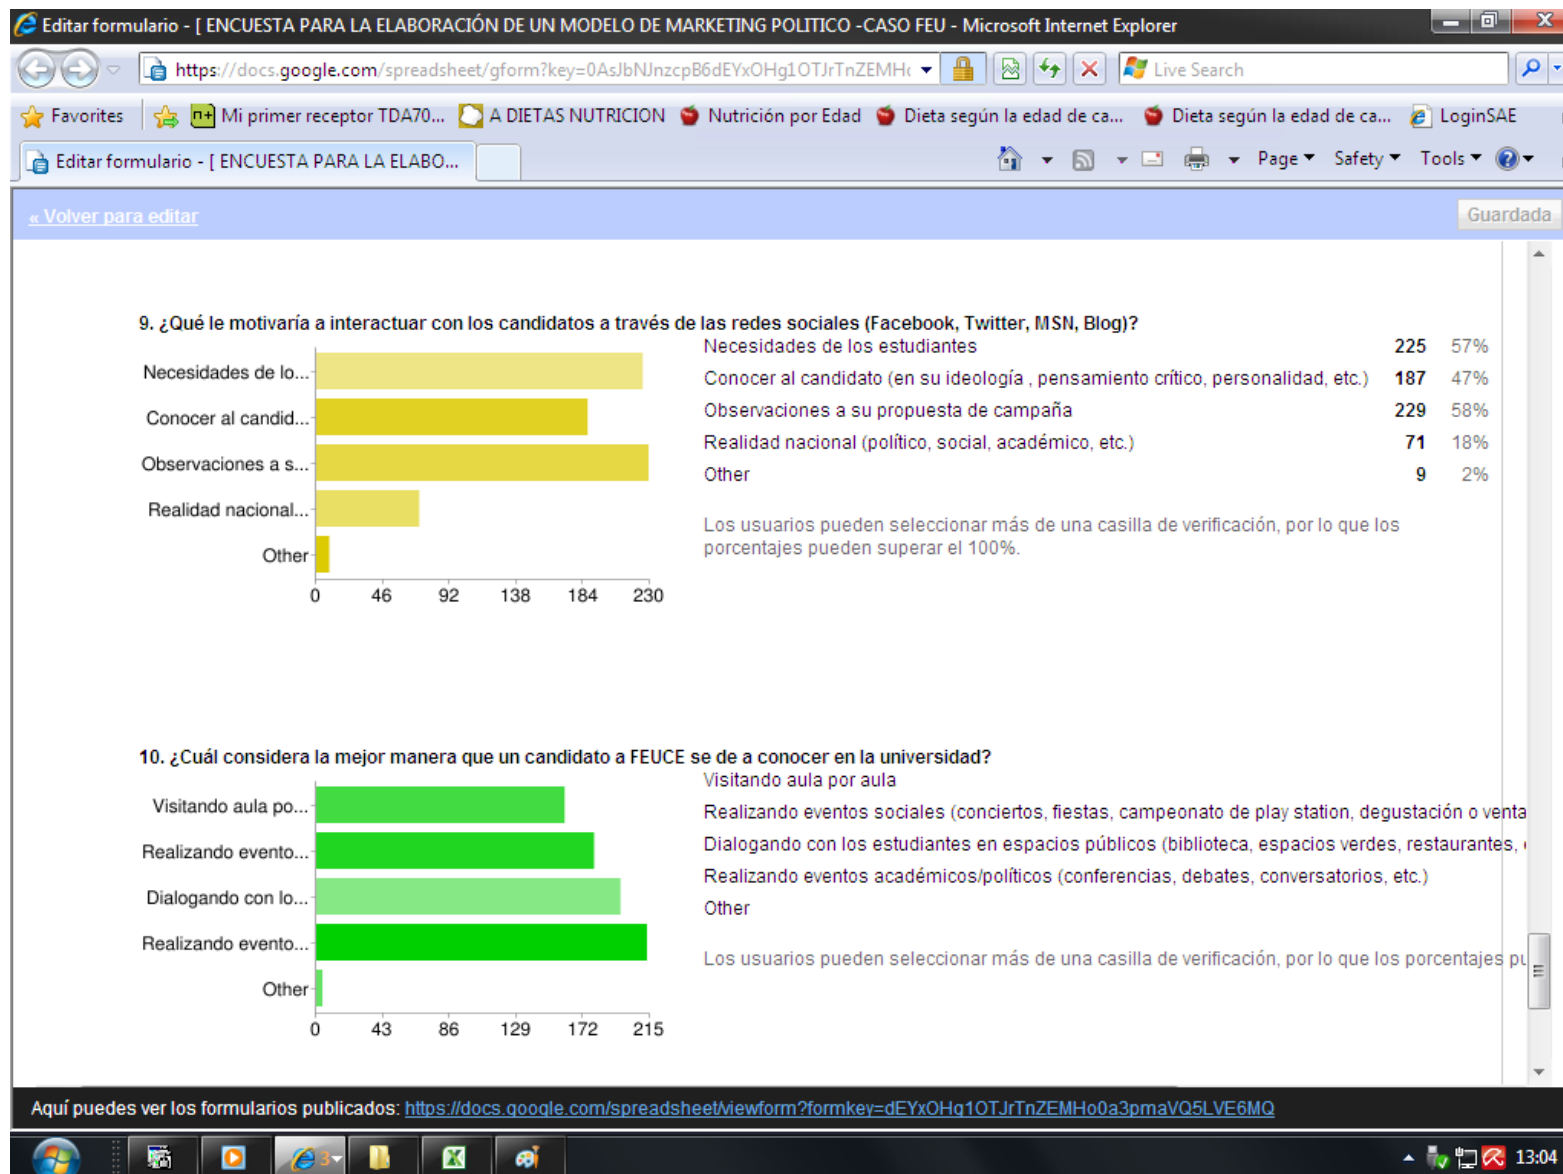 Editar formulario - [ ENCUESTA PARA LA ELABORACIÓN DE UN MODELO DE MARKETING POLITICO -CASO FEU - Microsoft Internet Explorer
https://docs.google.com/spreadsheet/gform?key=0AsJbNJnzcpB6dEYxOHg1OTJrTnZEMH
Live Search
Favorites
Mi primer receptor TDA70...
A DIETAS NUTRICION
Nutrición por Edad
Dieta según la edad de ca...
Dieta según la edad de ca...
LoginSAE
Editar formulario - [ ENCUESTA PARA LA ELABO...
Page
Safety
Tools
« Volver para editar
Guardada
9. ¿Qué le motivaría a interactuar con los candidatos a través de las redes sociales (Facebook, Twitter, MSN, Blog)?
Necesidades de lo...
Conocer al candid...
Observaciones a s...
Realidad nacional...
Other
0 46 92 138 184 230
Necesidades de los estudiantes 225 57%
Conocer al candidato (en su ideología , pensamiento crítico, personalidad, etc.) 187 47%
Observaciones a su propuesta de campaña 229 58%
Realidad nacional (político, social, académico, etc.) 71 18%
Other 9 2%
Los usuarios pueden seleccionar más de una casilla de verificación, por lo que los
porcentajes pueden superar el 100%.
10. ¿Cuál considera la mejor manera que un candidato a FEUCE se de a conocer en la universidad?
Visitando aula po...
Realizando evento...
Dialogando con lo...
Realizando evento...
Other
0 43 86 129 172 215
Visitando aula por aula
Realizando eventos sociales (conciertos, fiestas, campeonato de play station, degustación o venta
Dialogando con los estudiantes en espacios públicos (biblioteca, espacios verdes, restaurantes,
Realizando eventos académicos/políticos (conferencias, debates, conversatorios, etc.)
Other
Los usuarios pueden seleccionar más de una casilla de verificación, por lo que los porcentajes pu
Aquí puedes ver los formularios publicados: https://docs.google.com/spreadsheet/viewform?formkey=dEYxOHg1OTJrTnZEMHo0a3pmaVQ5LVE6MQ
3
13:04